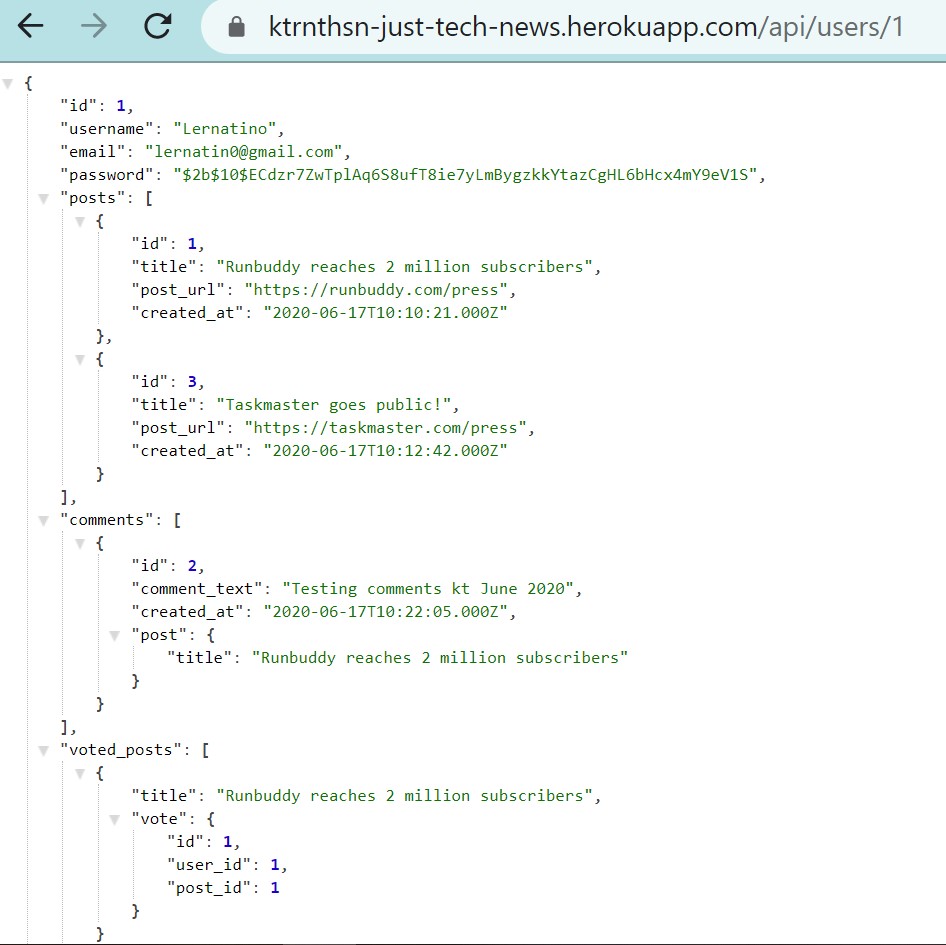 ktrnthsn-just-tech-news.herokuapp.com/api/users/1
{
"id": 1,
"username": "Lernatino",
"email": "lernatin0@gmail.com",
"password": "$2b$10$ECdzr7ZwTplAq6S8ufT8ie7yLmBygzkkYtazCgHL6bHcx4mY9eV1S",
"posts": [
{
"id": 1,
"title": "Runbuddy reaches 2 million subscribers",
"post_url": "https://runbuddy.com/press",
"created_at": "2020-06-17T10:10:21.000Z"
},
{
"id": 3,
"title": "Taskmaster goes public!",
"post_url": "https://taskmaster.com/press",
"created_at": "2020-06-17T10:12:42.000Z"
}
],
"comments": [
{
"id": 2,
"comment_text": "Testing comments kt June 2020",
"created_at": "2020-06-17T10:22:05.000Z",
"post": {
"title": "Runbuddy reaches 2 million subscribers"
}
}
],
"voted_posts": [
{
"title": "Runbuddy reaches 2 million subscribers",
"vote": {
"id": 1,
"user_id": 1,
"post_id": 1
}
}